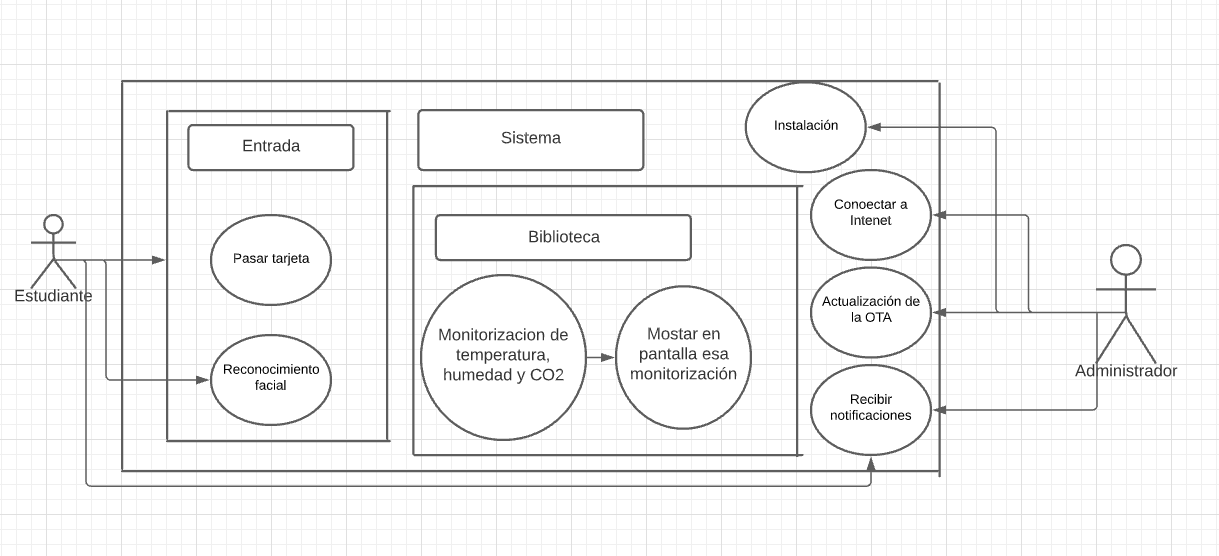 Entrada
Sistema
Instalación
Conoectar a
Intenet
Biblioteca
Pasar tarjeta
Estudiante
Actualización de
la OTA
Monitorizacion de
temperatura,
humedad y CO2
Mostar en
pantalla esa
monitorización
Reconocimiento
facial
Administrador
Recibir
notificaciones